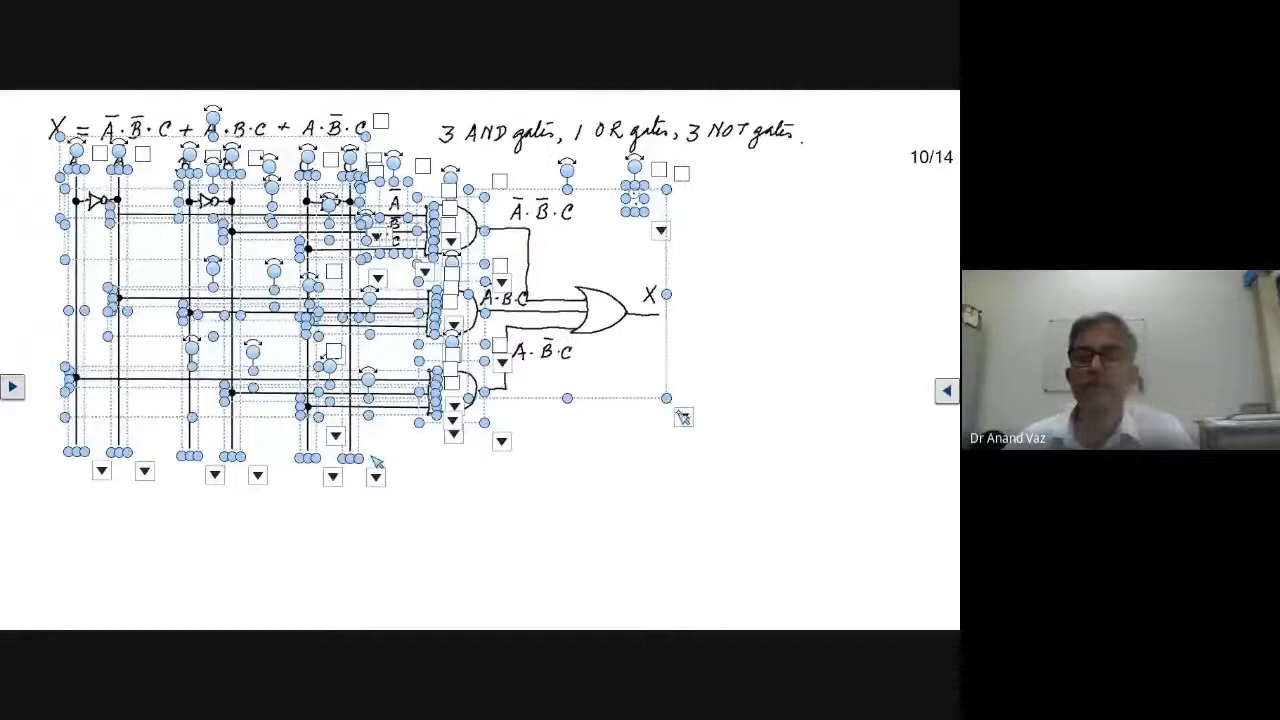 X = A̅·B̅·C + A̅·B·C + A·B̅·C
3 AND gates, 1 OR gates, 3 NOT gates.
10/14
A̅
B̅
C
A̅·B̅·C
A̅·B·C
X
A·B̅·C
Dr Anand Vaz